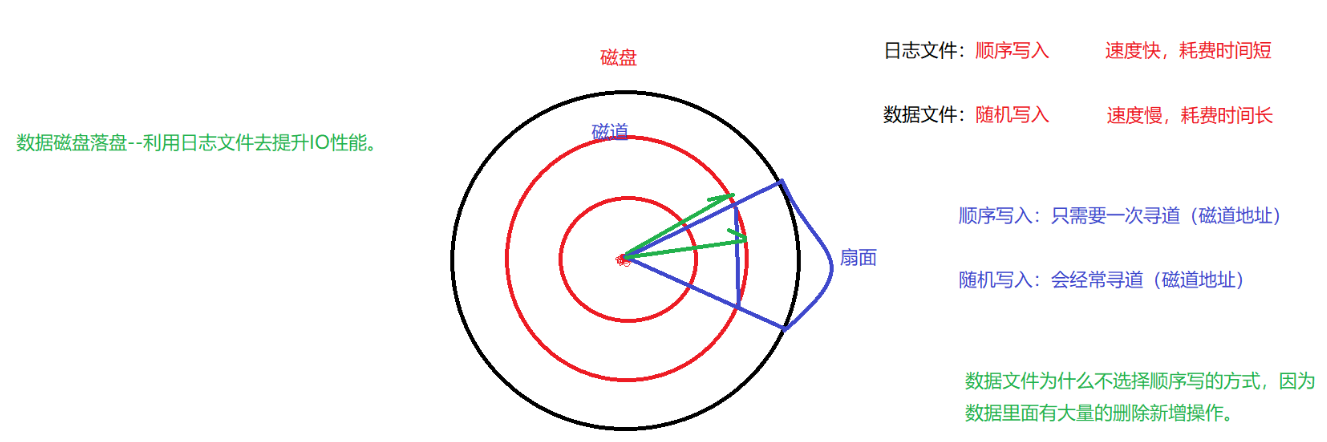 磁盘
磁道
扇面
数据磁盘落盘--利用日志文件去提升IO性能。
日志文件：顺序写入 速度快，耗费时间短
数据文件：随机写入 速度慢，耗费时间长
顺序写入：只需要一次寻道（磁道地址）
随机写入：会经常寻道（磁道地址）
数据文件为什么不选择顺序写的方式，因为
数据里面有大量的删除新增操作。